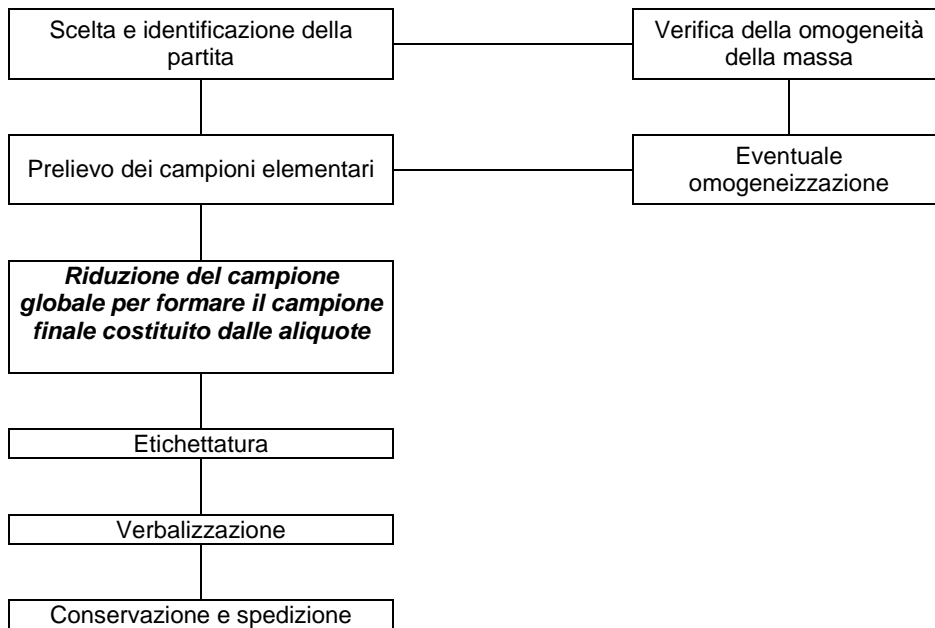 Scelta e identificazione della
partita
Verifica della omogeneità
della massa
Prelievo dei campioni elementari
Eventuale
omogeneizzazione
Riduzione del campione
globale per formare il campione
finale costituito dalle aliquote
Etichettatura
Verbalizzazione
Conservazione e spedizione